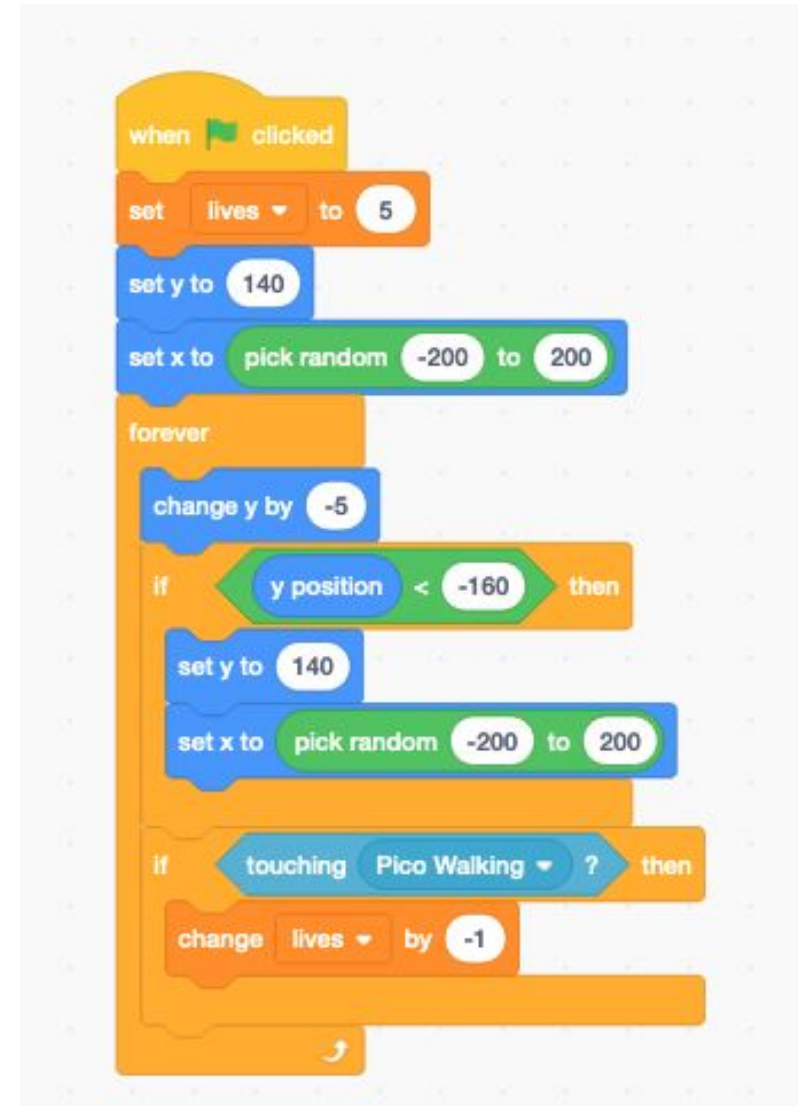 when clicked
set lives to 5
set y to 140
set x to pick random -200 to 200
forever
change y by -5
if y position < -160 then
set y to 140
set x to pick random -200 to 200
if touching Pico Walking ? then
change lives by -1